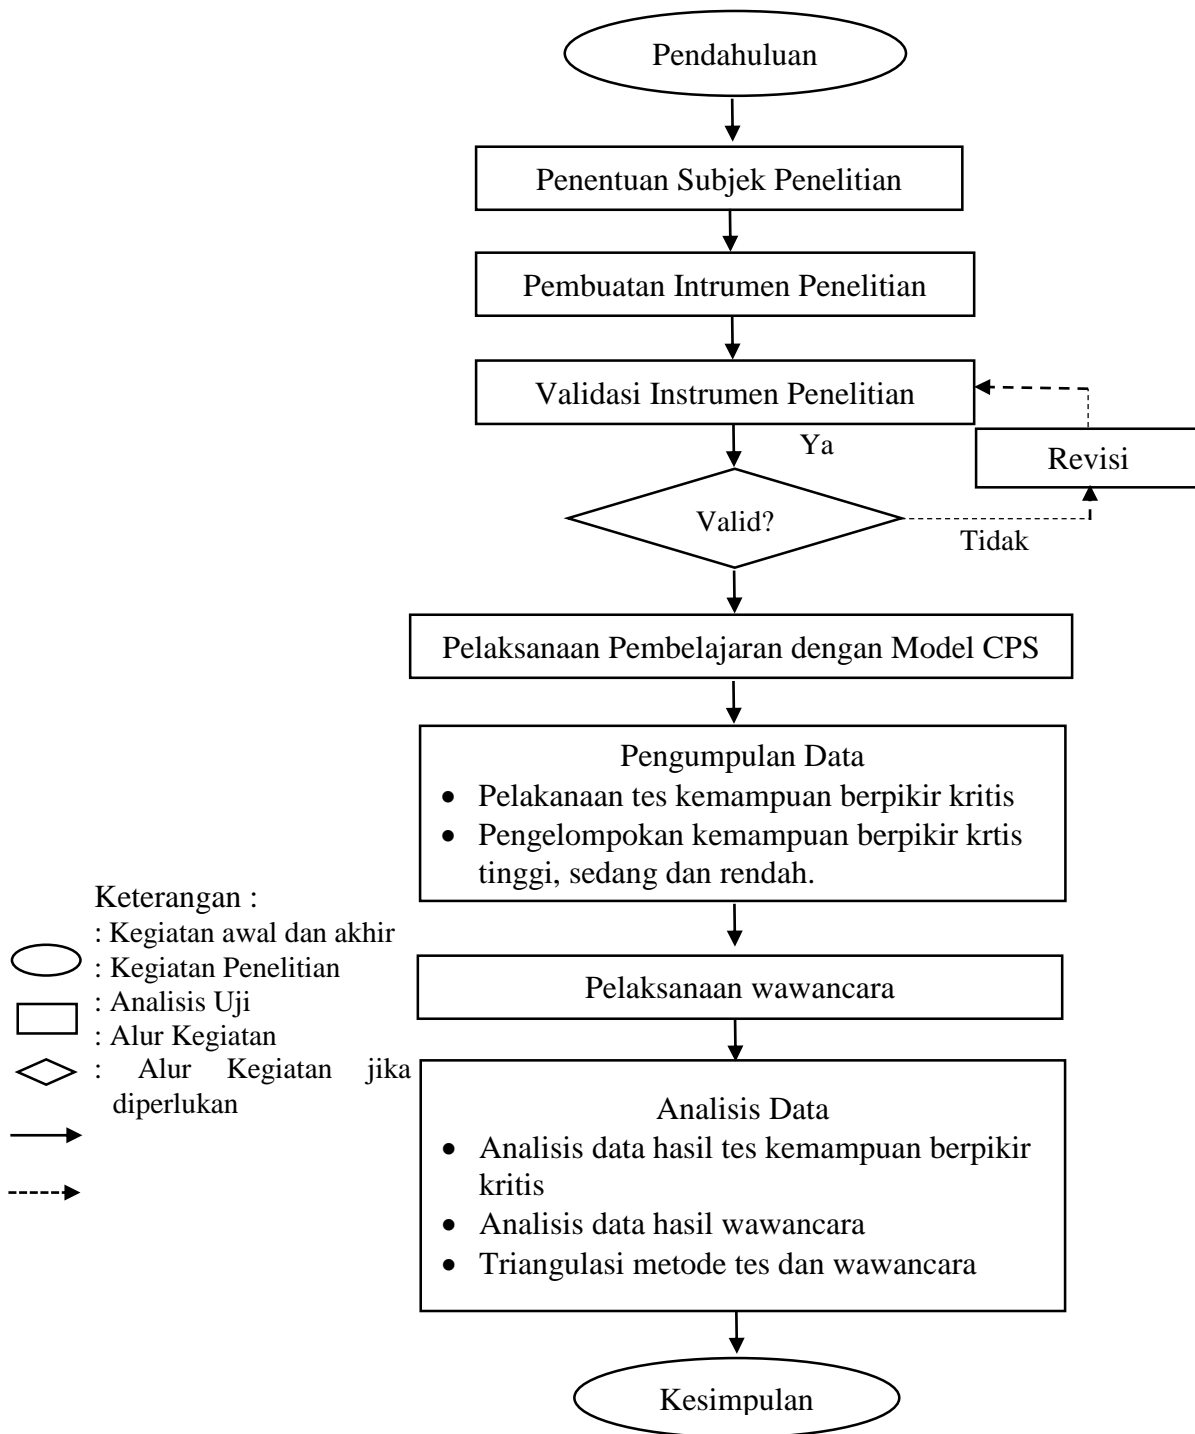 Pendahuluan
Penentuan Subjek Penelitian
Pembuatan Intrumen Penelitian
Validasi Instrumen Penelitian
Ya
Revisi
Valid?
Tidak
Pelaksanaan Pembelajaran dengan Model CPS
Pengumpulan Data
• Pelakanaan tes kemampuan berpikir kritis
• Pengelompokan kemampuan berpikir krtis
tinggi, sedang dan rendah.
Keterangan :
: Kegiatan awal dan akhir
: Kegiatan Penelitian
: Analisis Uji
: Alur Kegiatan
: Alur Kegiatan jika
diperlukan
Pelaksanaan wawancara
Analisis Data
• Analisis data hasil tes kemampuan berpikir
kritis
• Analisis data hasil wawancara
• Triangulasi metode tes dan wawancara
Kesimpulan